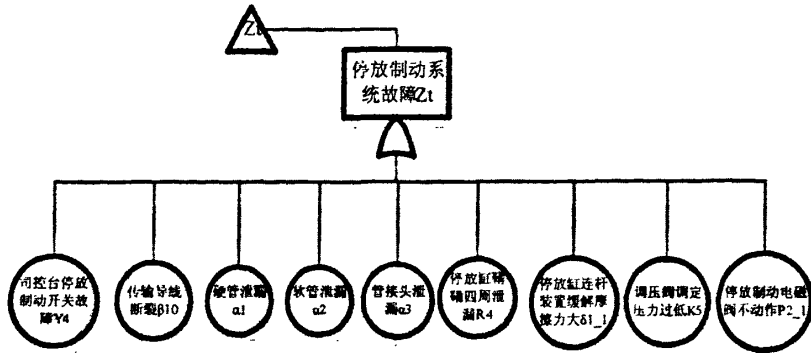 Zt
停放制动系
统故障Zt
司控台停放
制动开关故
障Y4
传输导线
断裂β10
硬管泄漏
α1
软管泄漏
α2
管接头泄
漏α3
停放缸
四周泄
漏R4
停放缸连杆
装置缓解摩
擦力大δ1_1
调压阀调定
压力过低K5
停放制动电磁
阀不动作P2_1